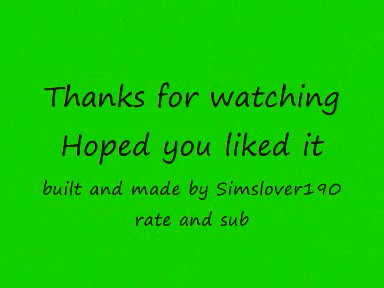 Thanks for watching
Hoped you liked it
built and made by Simslover190
rate and sub